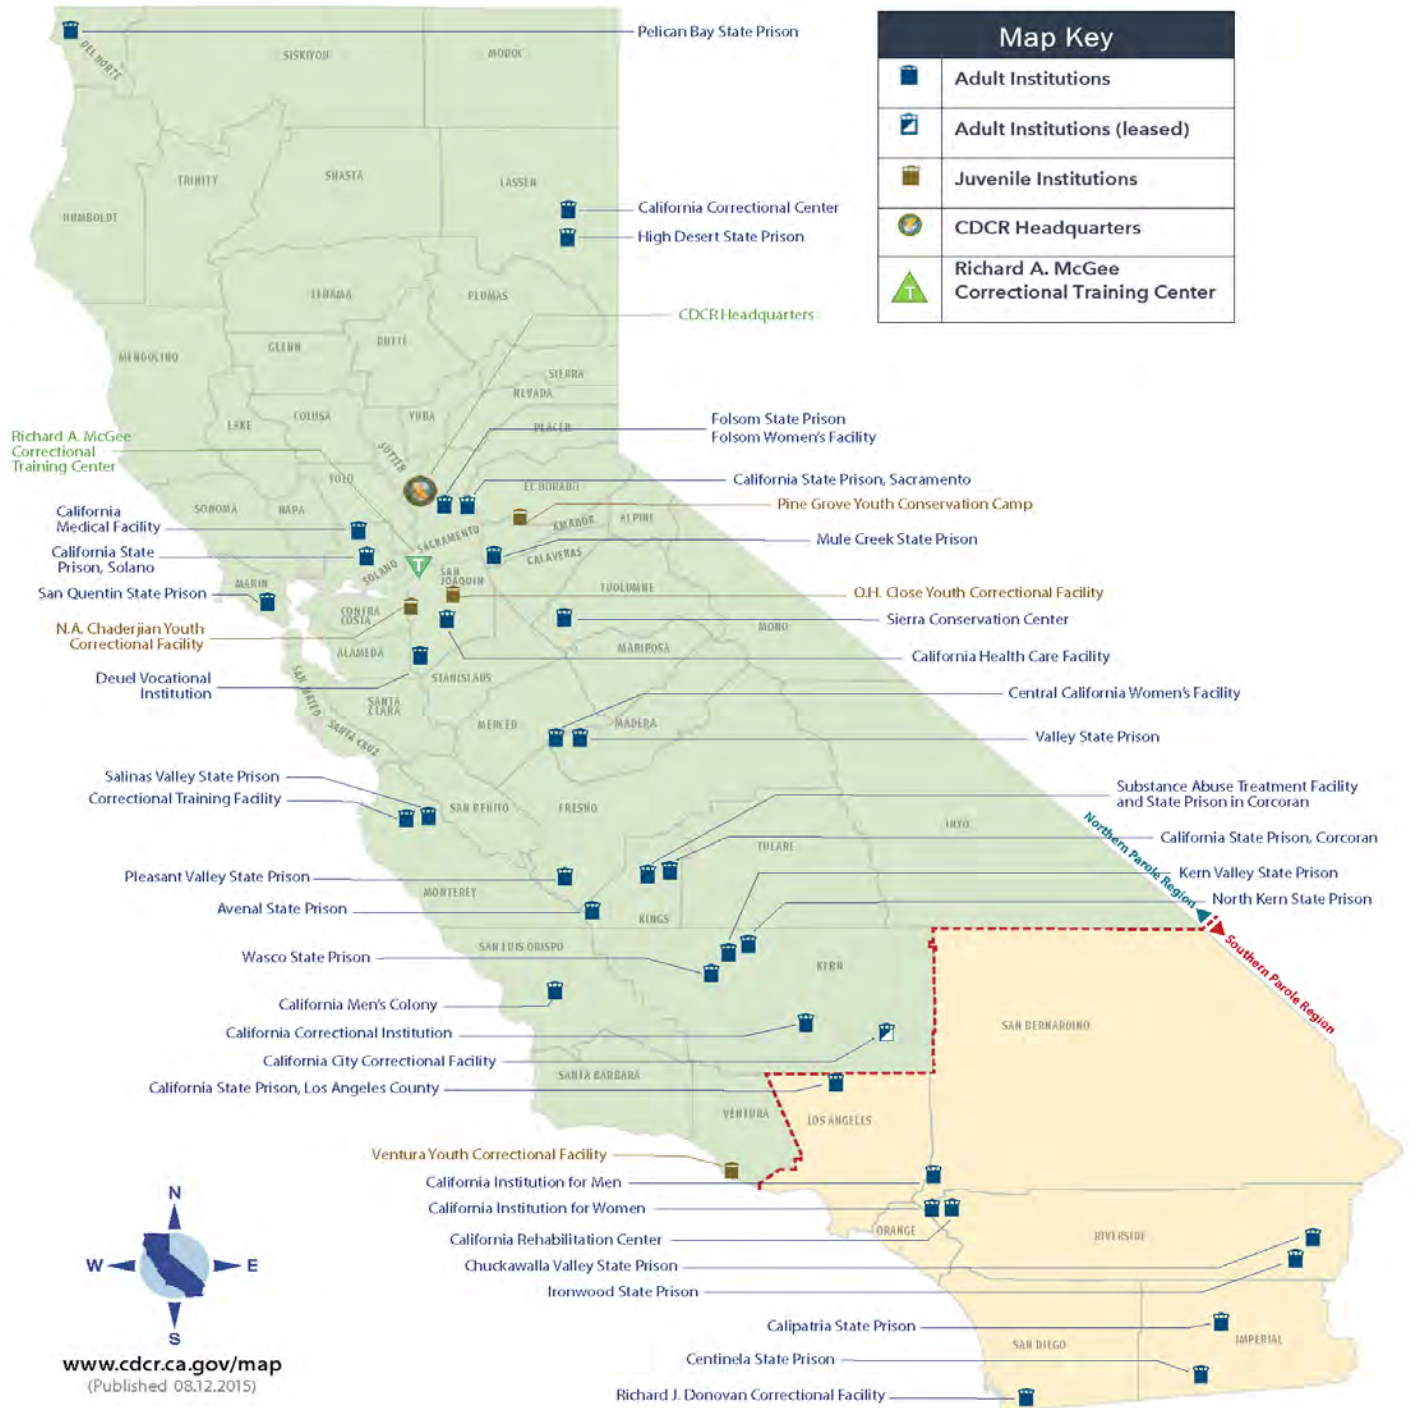 Map Key
Adult Institutions
Adult Institutions (leased)
Juvenile Institutions
CDCR Headquarters
Richard A. McGee
Correctional Training Center
Pelican Bay State Prison
DEL NORTE
SISKIYOU
MODOC
HUMBOLDT
TRINITY
SHASTA
LASSEN
California Correctional Center
High Desert State Prison
TEHAMA
PLUMAS
CDCR Headquarters
MENDOCINO
GLENN
BUTTE
SIERRA
NEVADA
LAKE
COLUSA
YUBA
PLACER
SUTTER
Folsom State Prison
Folsom Women's Facility
Richard A. McGee
Correctional
Training Center
YOLO
EL DORADO
California State Prison, Sacramento
Pine Grove Youth Conservation Camp
SONOMA
NAPA
SACRAMENTO
AMADOR
ALPINE
California
Medical Facility
Mule Creek State Prison
California State
Prison, Solano
SOLANO
T
SAN
JOAQUIN
CALAVERAS
MARIN
TUOLUMNE
San Quentin State Prison
O.H. Close Youth Correctional Facility
CONTRA
COSTA
Sierra Conservation Center
MONO
N.A. Chaderjian Youth
Correctional Facility
ALAMEDA
MARIPOSA
California Health Care Facility
Deuel Vocational
Institution
STANISLAUS
SAN MATEO
SANTA
CLARA
Central California Women's Facility
SANTA CRUZ
MERCED
MADERA
Valley State Prison
Salinas Valley State Prison
Correctional Training Facility
SAN BENITO
FRESNO
Substance Abuse Treatment Facility
and State Prison in Corcoran
INYO
TULARE
California State Prison, Corcoran
Northern Parole Region
Pleasant Valley State Prison
Kern Valley State Prison
MONTEREY
North Kern State Prison
Avenal State Prison
KINGS
Southern Parole Region
SAN LUIS OBISPO
Wasco State Prison
KERN
California Men's Colony
SAN BERNARDINO
California Correctional Institution
California City Correctional Facility
SANTA BARBARA
California State Prison, Los Angeles County
VENTURA
LOS ANGELES
Ventura Youth Correctional Facility
California Institution for Men
California Institution for Women
ORANGE
RIVERSIDE
California Rehabilitation Center
Chuckawalla Valley State Prison
Ironwood State Prison
Calipatria State Prison
SAN DIEGO
IMPERIAL
Centinela State Prison
Richard J. Donovan Correctional Facility
N
W
E
S
www.cdcr.ca.gov/map
(Published 08.12.2015)